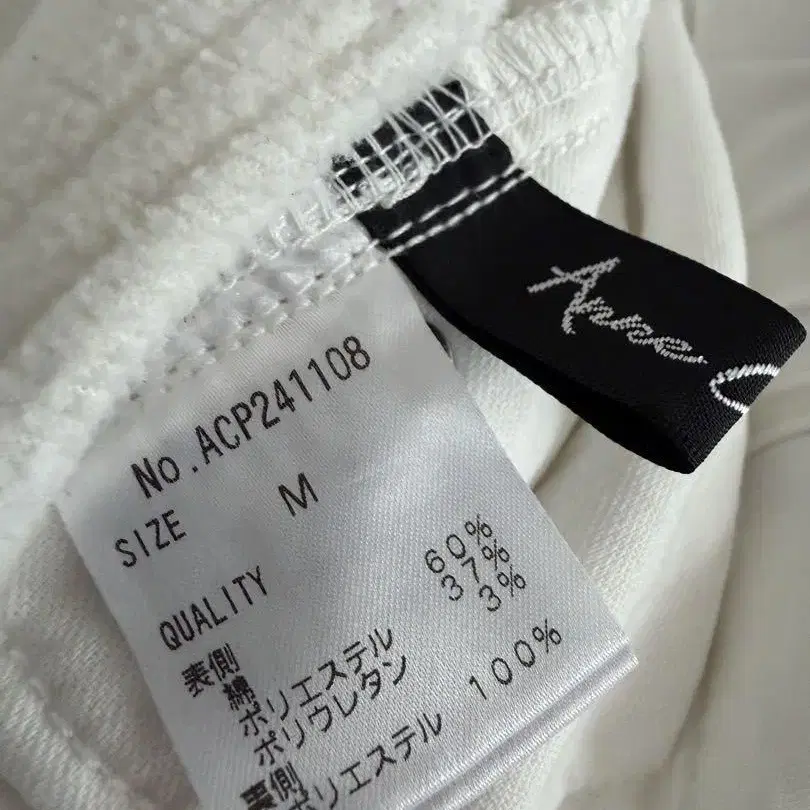 Anne
No.ACP241108
SIZE M
QUALITY
表側
綿 60%
ポリエステル 37%
ポリウレタン 3%
裏側
ポリエステル 100%